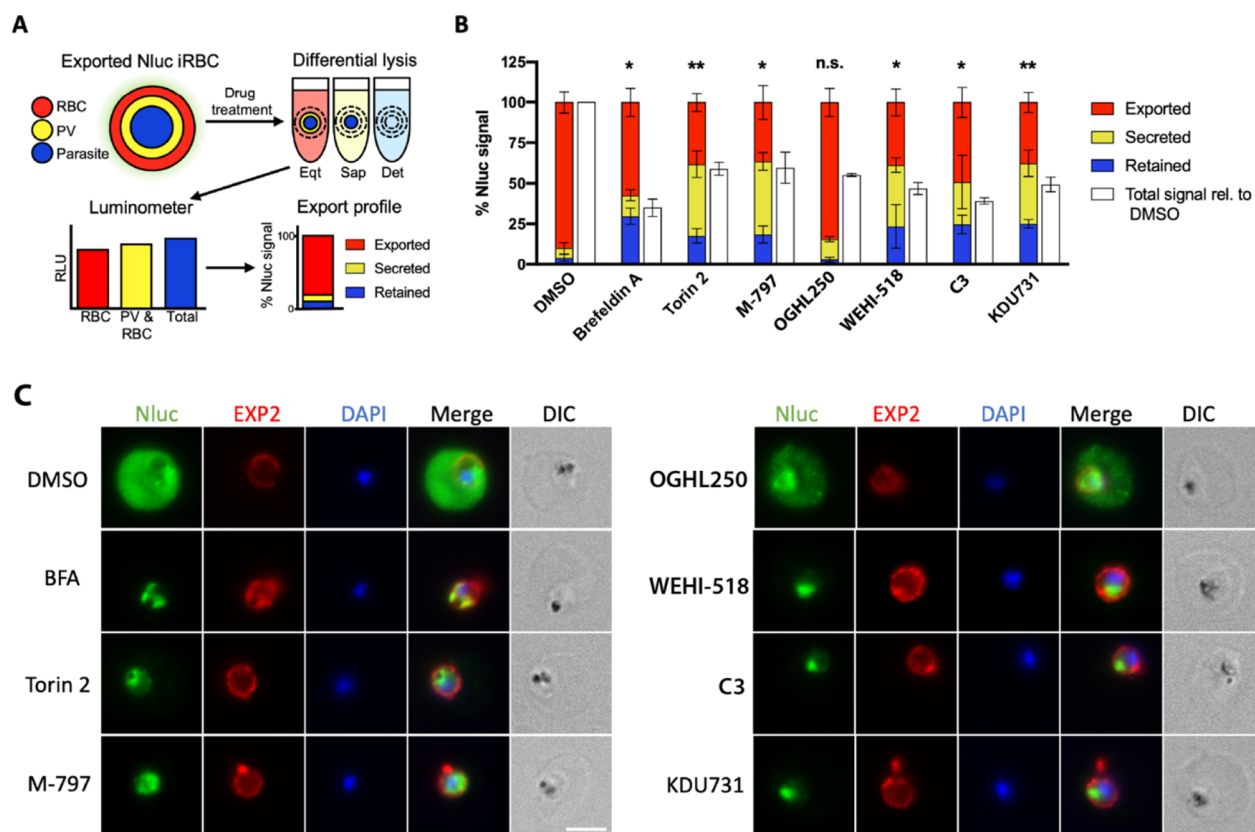 A
Exported Nluc iRBC
RBC
PV
Parasite
Drug
treatment
Differential lysis
Eqt Sap Det
Luminometer
RLU
RBC PV & Total
RBC
Export profile
% Nluc signal
100
0
Exported
Secreted
Retained
B
% Nluc signal
125
100
75
50
25
0
* ** * n.s. * * **
DMSO
Brefeldin A
Torin 2
M-797
OGHL250
WEHI-518
C3
KDU731
Exported
Secreted
Retained
Total signal rel. to
DMSO
C
Nluc EXP2 DAPI Merge DIC
DMSO
BFA
Torin 2
M-797
Nluc EXP2 DAPI Merge DIC
OGHL250
WEHI-518
C3
KDU731